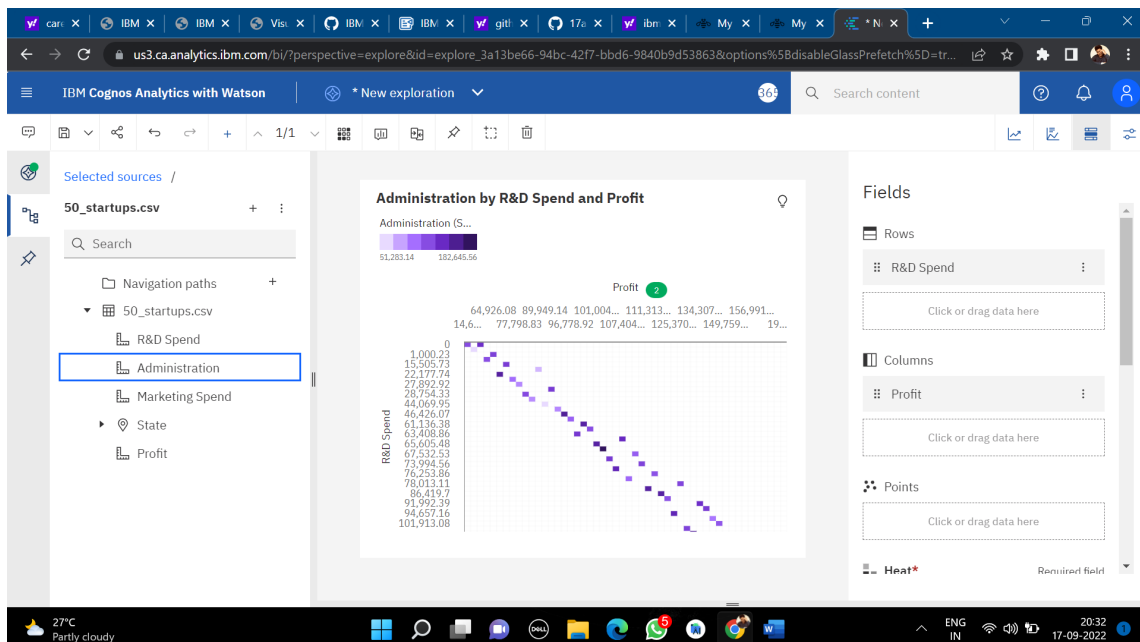 care
IBM
IBM
Visu
IBM
IBM
gith
17a
ibm
My
My
* N
us3.ca.analytics.ibm.com/bi/?perspective=explore&id=explore_3a13be66-94bc-42f7-bbd6-9840b9d53863&options%5BdisableGlassPrefetch%5D=tr...
IBM Cognos Analytics with Watson
* New exploration
365
Search content
1/1
Selected sources /
50_startups.csv
Search
Navigation paths
50_startups.csv
R&D Spend
Administration
Marketing Spend
State
Profit
Administration by R&D Spend and Profit
Administration (S...
51,283.14 182,645.56
Profit 2
64,926.08 89,949.14 101,004... 111,313... 134,307... 156,991...
14,6... 77,798.83 96,778.92 107,404... 125,370... 149,759... 19...
R&D Spend
0
1,000.23
15,505.73
22,177.74
27,892.92
28,754.33
44,069.95
46,426.07
61,136.38
63,408.86
65,605.48
67,532.53
73,994.56
76,253.86
78,013.11
86,419.7
91,992.39
94,657.16
101,913.08
Fields
Rows
R&D Spend
Click or drag data here
Columns
Profit
Click or drag data here
Points
Click or drag data here
Heat* Required field
27°C
Partly cloudy
DELL
5
ENG
IN
20:32
17-09-2022
1